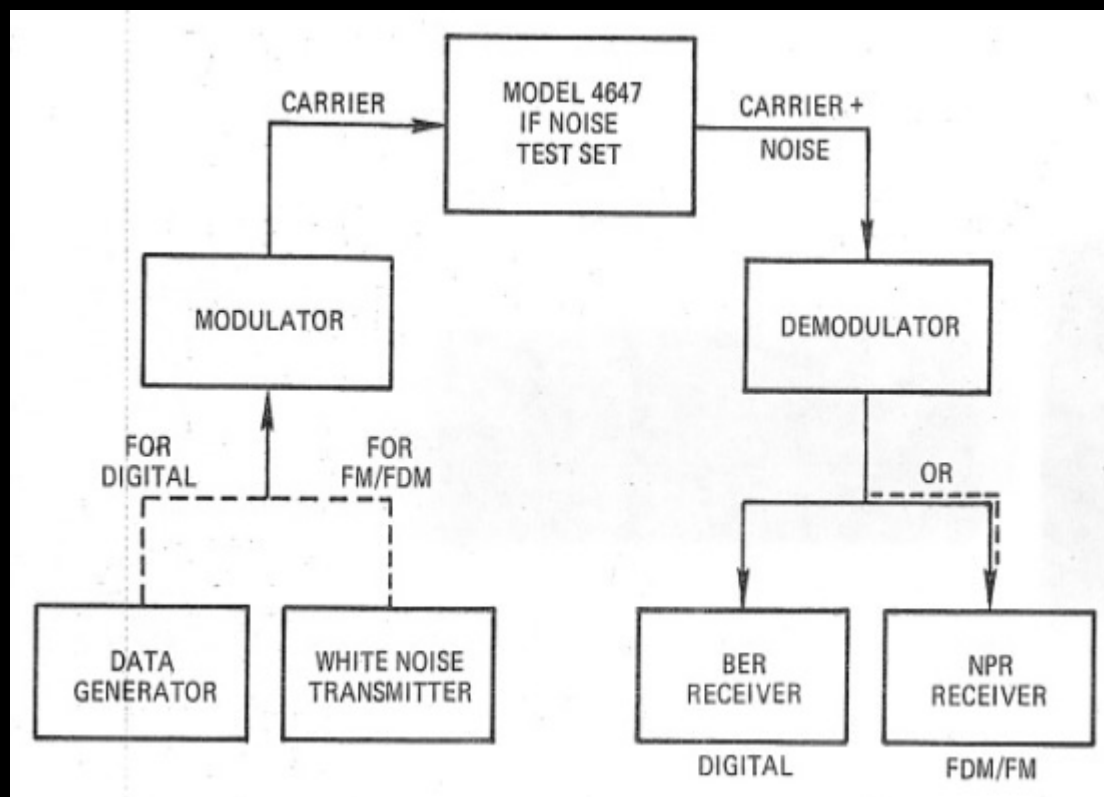 MODEL 4647
IF NOISE
TEST SET
CARRIER
CARRIER +
NOISE
MODULATOR
DEMODULATOR
FOR
DIGITAL
FOR
FM/FDM
OR
DATA
GENERATOR
WHITE NOISE
TRANSMITTER
BER
RECEIVER
NPR
RECEIVER
DIGITAL
FDM/FM